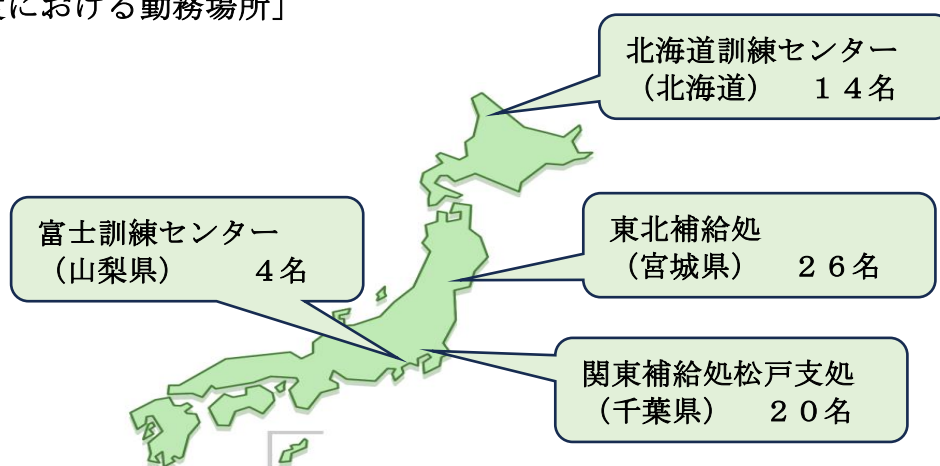 における勤務場所」
北海道訓練センター
(北海道) 14名
富士訓練センター
(山梨県) 4名
東北補給処
(宮城県) 26名
関東補給処松戸支処
(千葉県) 20名